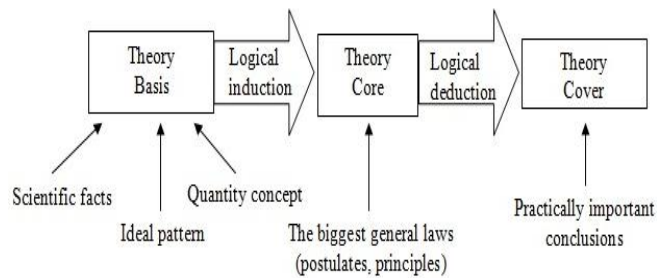 Theory
Basis
Logical
induction
Theory
Core
Logical
deduction
Theory
Cover
Scientific facts
Quantity concept
Ideal pattern
The biggest general laws
(postulates, principles)
Practically important
conclusions